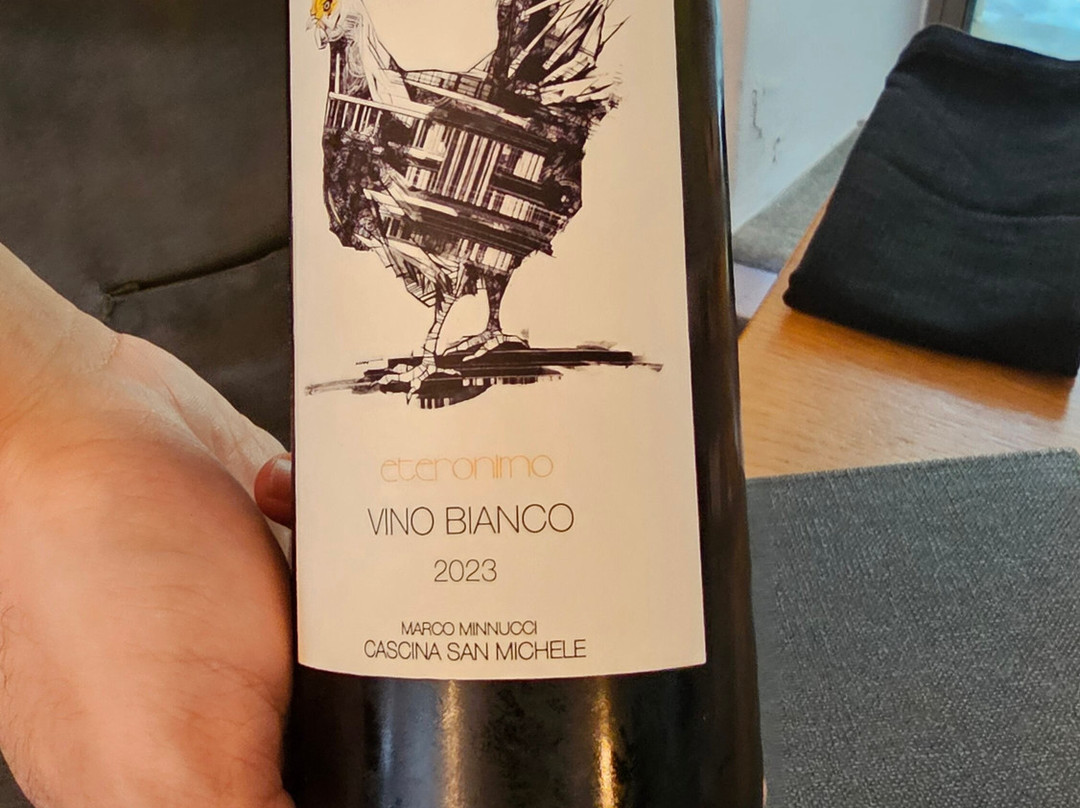 eteronimo
VINO BIANCO
2023
MARCO MINNUCCI
CASCINA SAN MICHELE